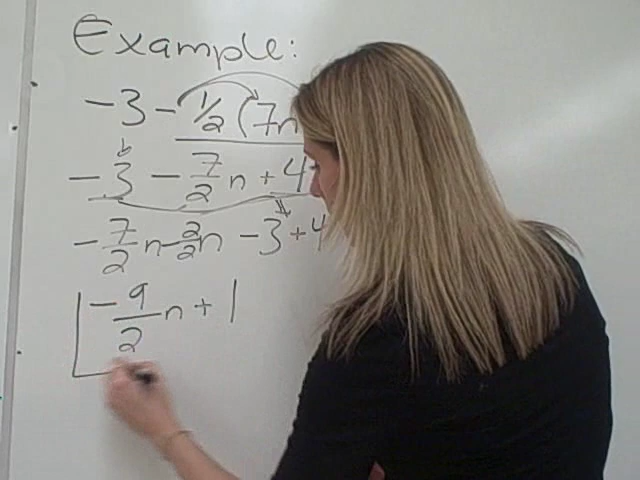 Example:
-3 - 1/2 (7n
-3 - 7/2 n + 4
-7/2 n - 2/2 n - 3 + 4
-9/2 n + 1